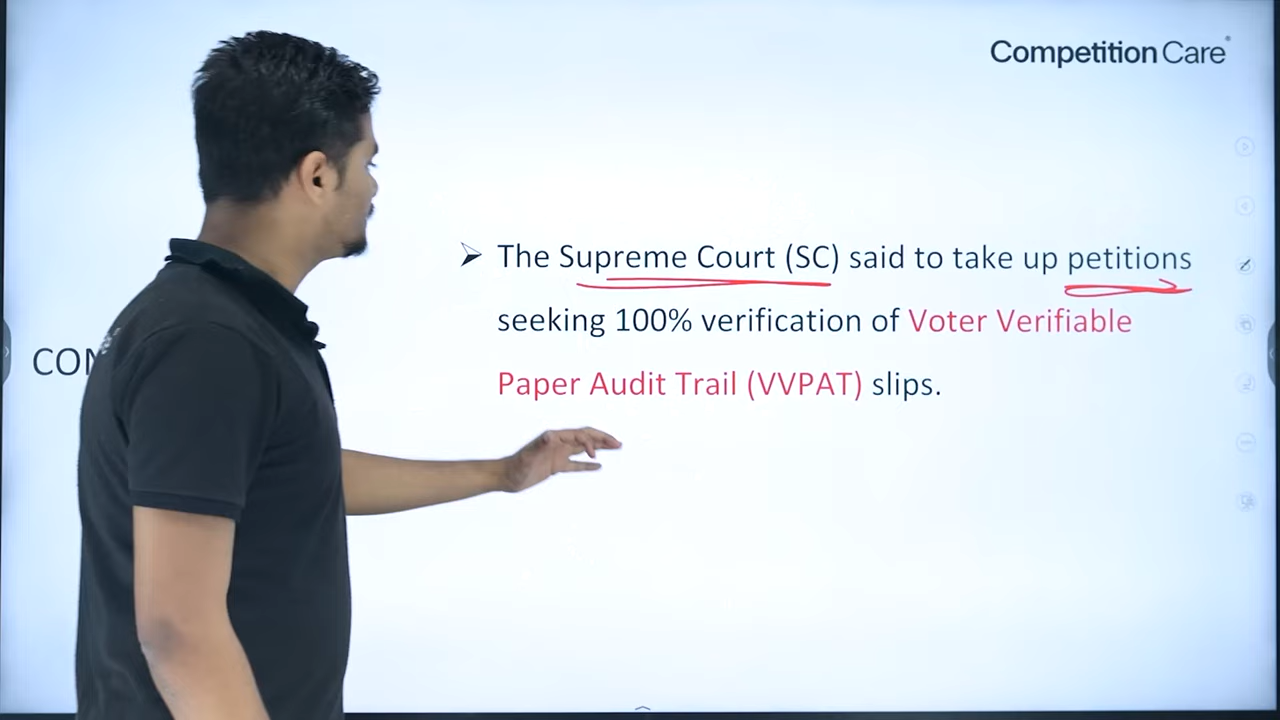 Competition Care
The Supreme Court (SC) said to take up petitions
seeking 100% verification of Voter Verifiable
CON
Paper Audit Trail (VVPAT) slips.